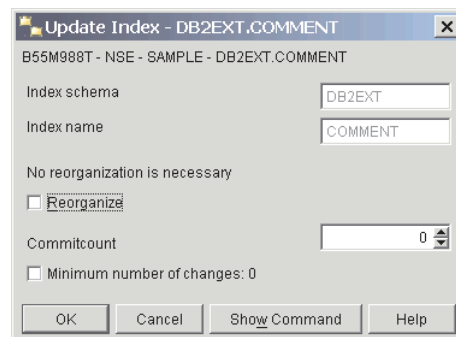 Update Index - DB2EXT.COMMENT
B55M988T - NSE - SAMPLE - DB2EXT.COMMENT
Index schema DB2EXT
Index name COMMENT
No reorganization is necessary
Reorganize
Commitcount 0
Minimum number of changes: 0
OK Cancel Show Command Help